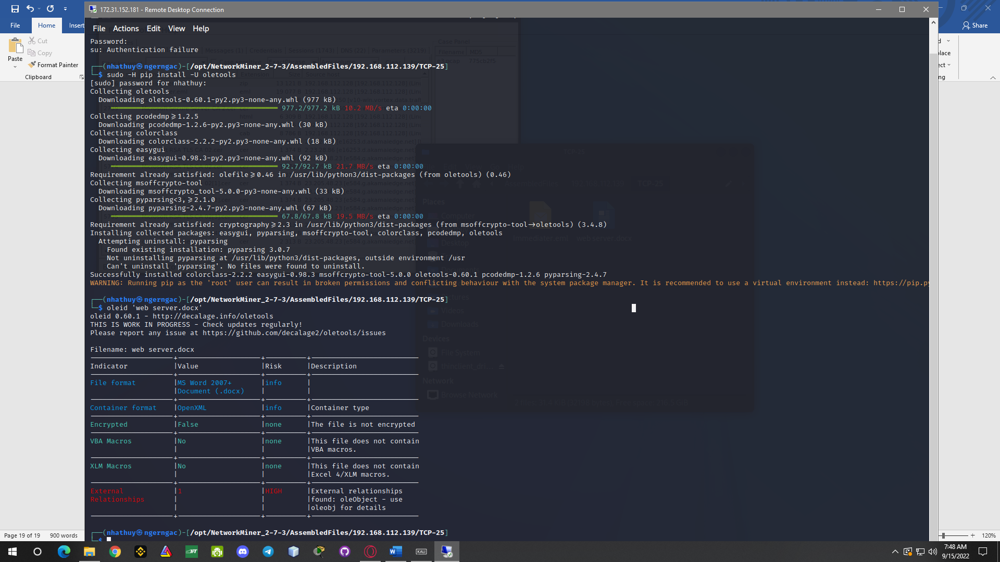 172.31.152.181 - Remote Desktop Connection
File
Home
Insert
Share
Cut
Copy
Paste
Format Painter
Clipboard
File Actions Edit View Help
Password:
su: Authentication failure
┌──(nhathuy㉿ngerngac)-[/opt/NetworkMiner_2-7-3/AssembledFiles/192.168.112.139/TCP-25]
└─$ sudo -H pip install -U oletools
[sudo] password for nhathuy:
Collecting oletools
Downloading oletools-0.60.1-py2.py3-none-any.whl (977 kB)
977.2/977.2 kB 10.2 MB/s eta 0:00:00
Collecting pcodedmp>=1.2.5
Downloading pcodedmp-1.2.6-py2.py3-none-any.whl (30 kB)
Collecting colorclass
Downloading colorclass-2.2.2-py2.py3-none-any.whl (18 kB)
Collecting easygui
Downloading easygui-0.98.3-py2.py3-none-any.whl (92 kB)
92.7/92.7 kB 21.7 MB/s eta 0:00:00
Requirement already satisfied: olefile>=0.46 in /usr/lib/python3/dist-packages (from oletools) (0.46)
Collecting msoffcrypto-tool
Downloading msoffcrypto_tool-5.0.0-py3-none-any.whl (33 kB)
Collecting pyparsing<3,>=2.1.0
Downloading pyparsing-2.4.7-py2.py3-none-any.whl (67 kB)
67.8/67.8 kB 19.5 MB/s eta 0:00:00
Requirement already satisfied: cryptography>=2.3 in /usr/lib/python3/dist-packages (from msoffcrypto-tool->oletools) (3.4.8)
Installing collected packages: easygui, pyparsing, msoffcrypto-tool, colorclass, pcodedmp, oletools
Attempting uninstall: pyparsing
Found existing installation: pyparsing 3.0.7
Not uninstalling pyparsing at /usr/lib/python3/dist-packages, outside environment /usr
Can't uninstall 'pyparsing'. No files were found to uninstall.
Successfully installed colorclass-2.2.2 easygui-0.98.3 msoffcrypto-tool-5.0.0 oletools-0.60.1 pcodedmp-1.2.6 pyparsing-2.4.7
WARNING: Running pip as the 'root' user can result in broken permissions and conflicting behaviour with the system package manager. It is recommended to use a virtual environment instead: https://pip.py
┌──(nhathuy㉿ngerngac)-[/opt/NetworkMiner_2-7-3/AssembledFiles/192.168.112.139/TCP-25]
└─$ oleid 'web server.docx'
oleid 0.60.1 - http://decalage.info/oletools
THIS IS WORK IN PROGRESS - Check updates regularly!
Please report any issue at https://github.com/decalage2/oletools/issues
Filename: web server.docx
Indicator |Value |Risk |Description
File format |MS Word 2007+ |info |
|Document (.docx) | |
Container format |OpenXML |info |Container type
Encrypted |False |none |The file is not encrypted
VBA Macros |No |none |This file does not contain
| | |VBA macros.
XLM Macros |No |none |This file does not contain
| | |Excel 4/XLM macros.
External |1 |HIGH |External relationships
Relationships | | |found: oleObject - use
| | |oleobj for details
┌──(nhathuy㉿ngerngac)-[/opt/NetworkMiner_2-7-3/AssembledFiles/192.168.112.139/TCP-25]
└─$
TCP-25
Places
Computer
Desktop
Videos
Downloads
Devices
File System
Network
Browse Network
Page 19 of 19 900 words
120%
KALI
7:48 AM
9/15/2022